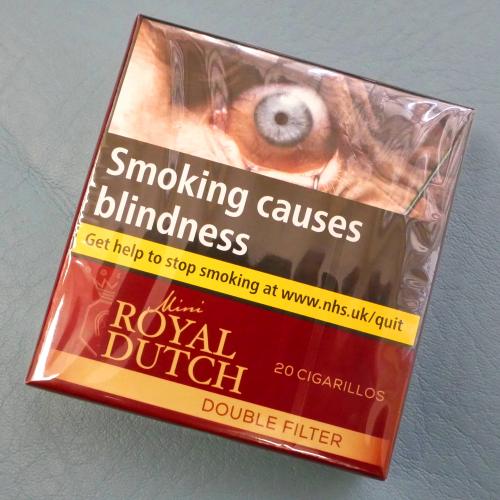 Smoking causes
blindness
Get help to stop smoking at www.nhs.uk/quit
Mini
ROYAL
DUTCH
20 CIGARILLOS
DOUBLE FILTER